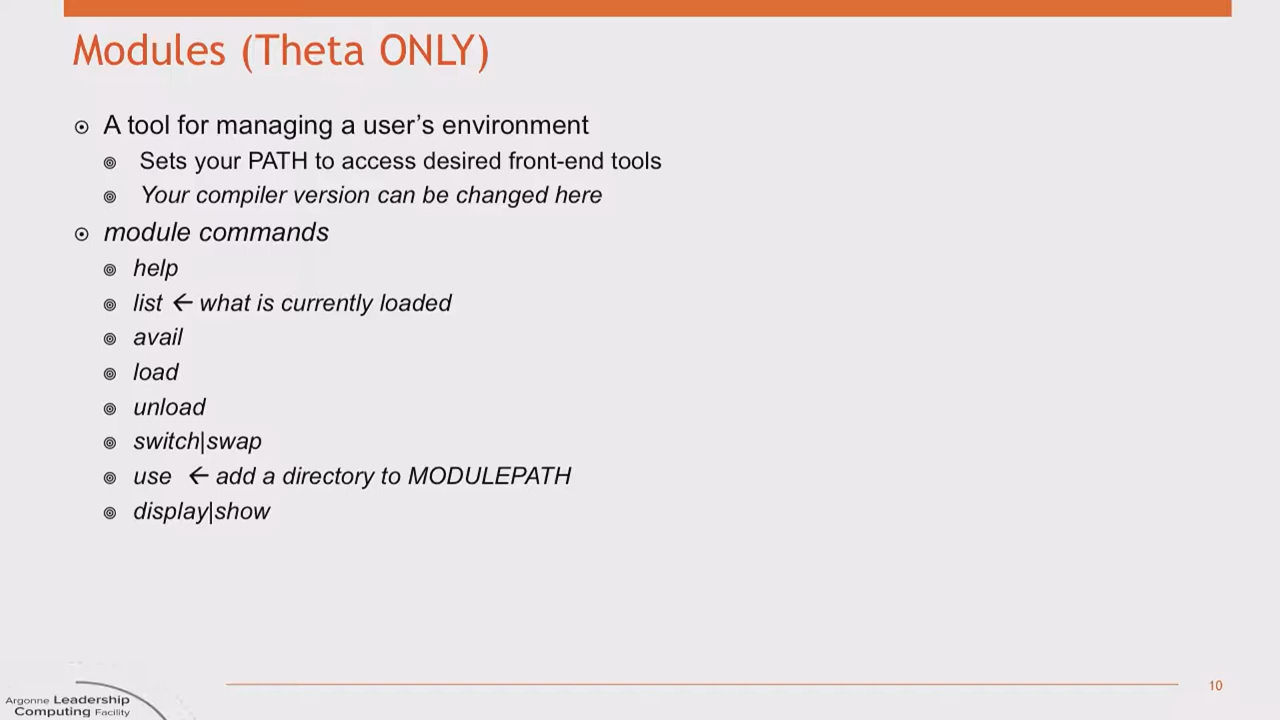 Modules (Theta ONLY)
A tool for managing a user’s environment
Sets your PATH to access desired front-end tools
Your compiler version can be changed here
module commands
help
list ← what is currently loaded
avail
load
unload
switch|swap
use ← add a directory to MODULEPATH
display|show
Argonne Leadership
Computing Facility
10